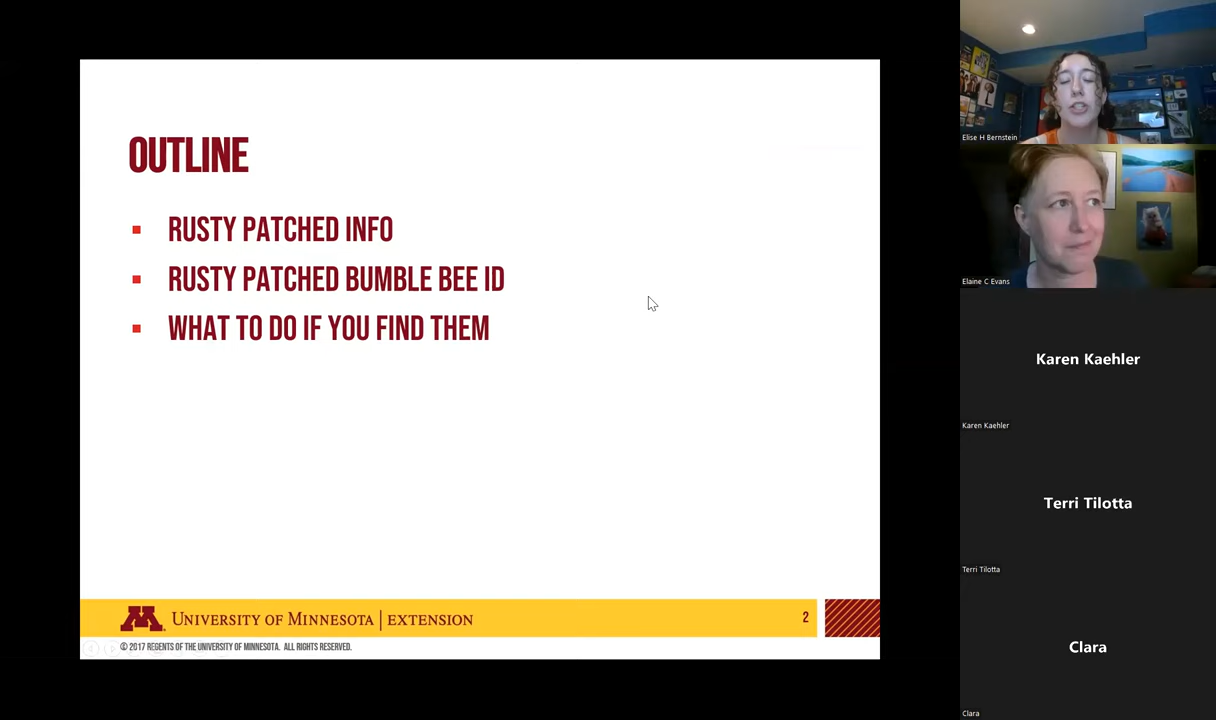 OUTLINE
RUSTY PATCHED INFO
RUSTY PATCHED BUMBLE BEE ID
WHAT TO DO IF YOU FIND THEM
M
UNIVERSITY OF MINNESOTA | EXTENSION
2
© 2017 REGENTS OF THE UNIVERSITY OF MINNESOTA. ALL RIGHTS RESERVED.
Elise H Bernstein
Elaine C Evans
Karen Kaehler
Karen Kaehler
Terri Tilotta
Terri Tilotta
Clara
Clara